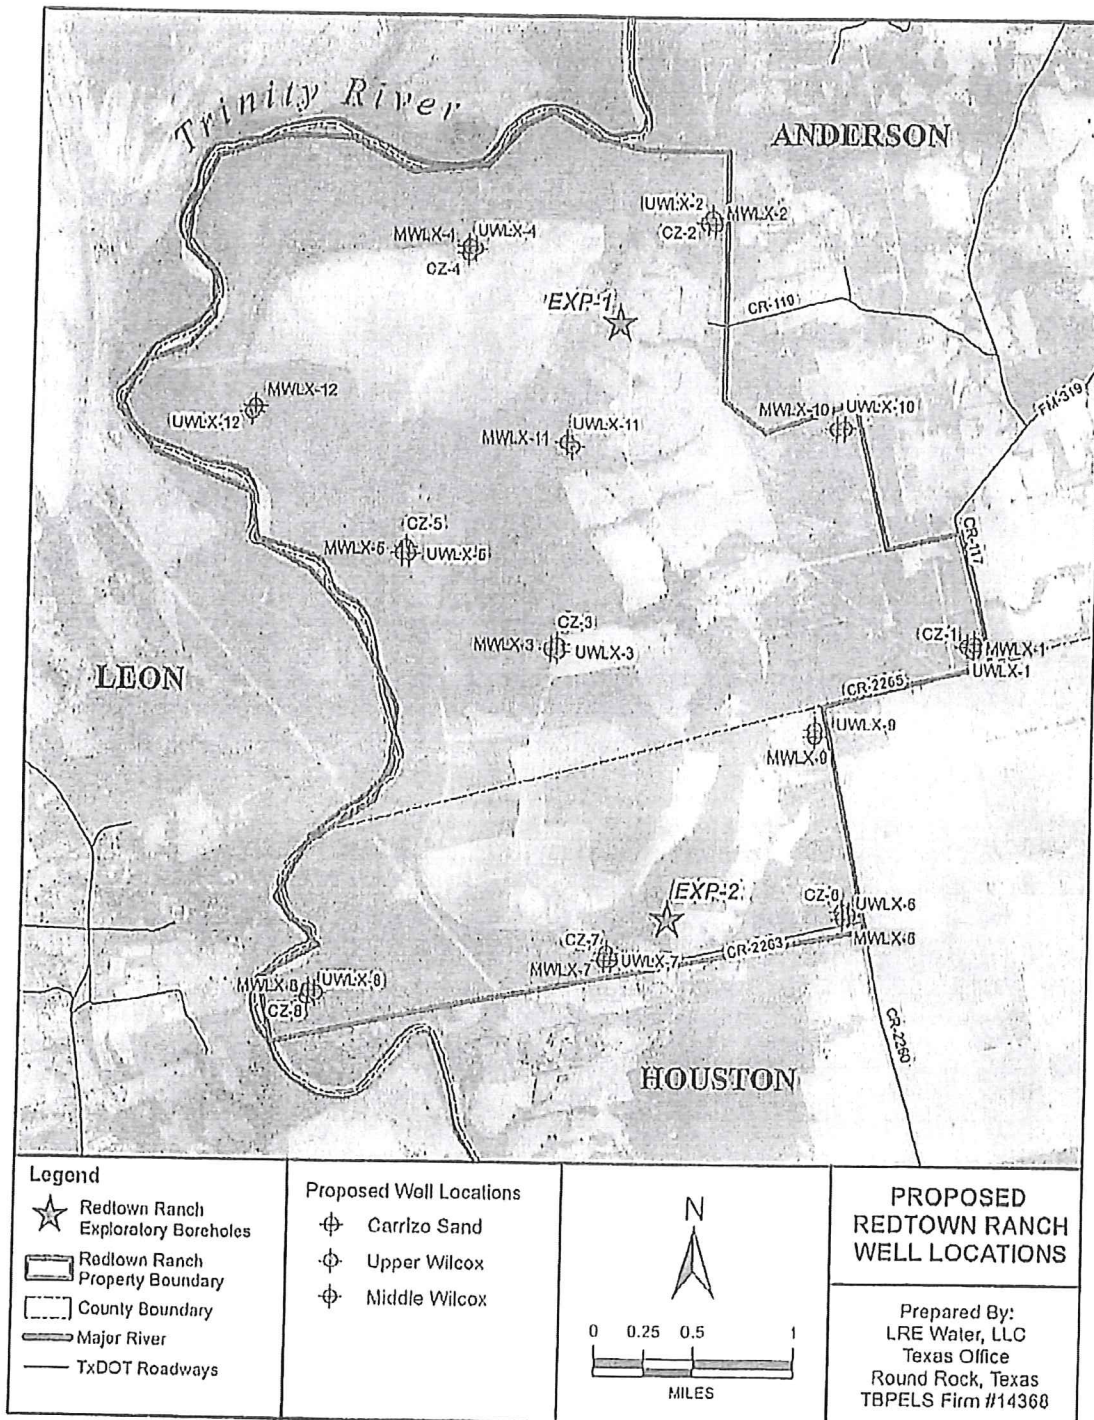 Trinity River
ANDERSON
UWLX-2
MWLX-2
CZ-2
MWLX-4
UWLX-4
CZ-4
EXP-1
CR-119
MWLX-12
UWLX-12
MWLX-10
UWLX-10
FM-319
MWLX-11
UWLX-11
CZ-5
MWLX-5
UWLX-5
CR-117
CZ-3
MWLX-3
UWLX-3
CZ-1
MWLX-1
UWLX-1
LEON
CR-2265
UWLX-9
MWLX-9
EXP-2
CZ-6
UWLX-6
MWLX-6
CZ-7
MWLX-7
UWLX-7
CR-2263
MWLX-8
UWLX-8
CZ-8
CR-2260
HOUSTON
Legend
Redtown Ranch
Exploratory Boreholes
Redtown Ranch
Property Boundary
County Boundary
Major River
TxDOT Roadways
Proposed Well Locations
Carrizo Sand
Upper Wilcox
Middle Wilcox
N
0 0.25 0.5 1
MILES
PROPOSED
REDTOWN RANCH
WELL LOCATIONS
Prepared By:
LRE Water, LLC
Texas Office
Round Rock, Texas
TBPELS Firm #14368